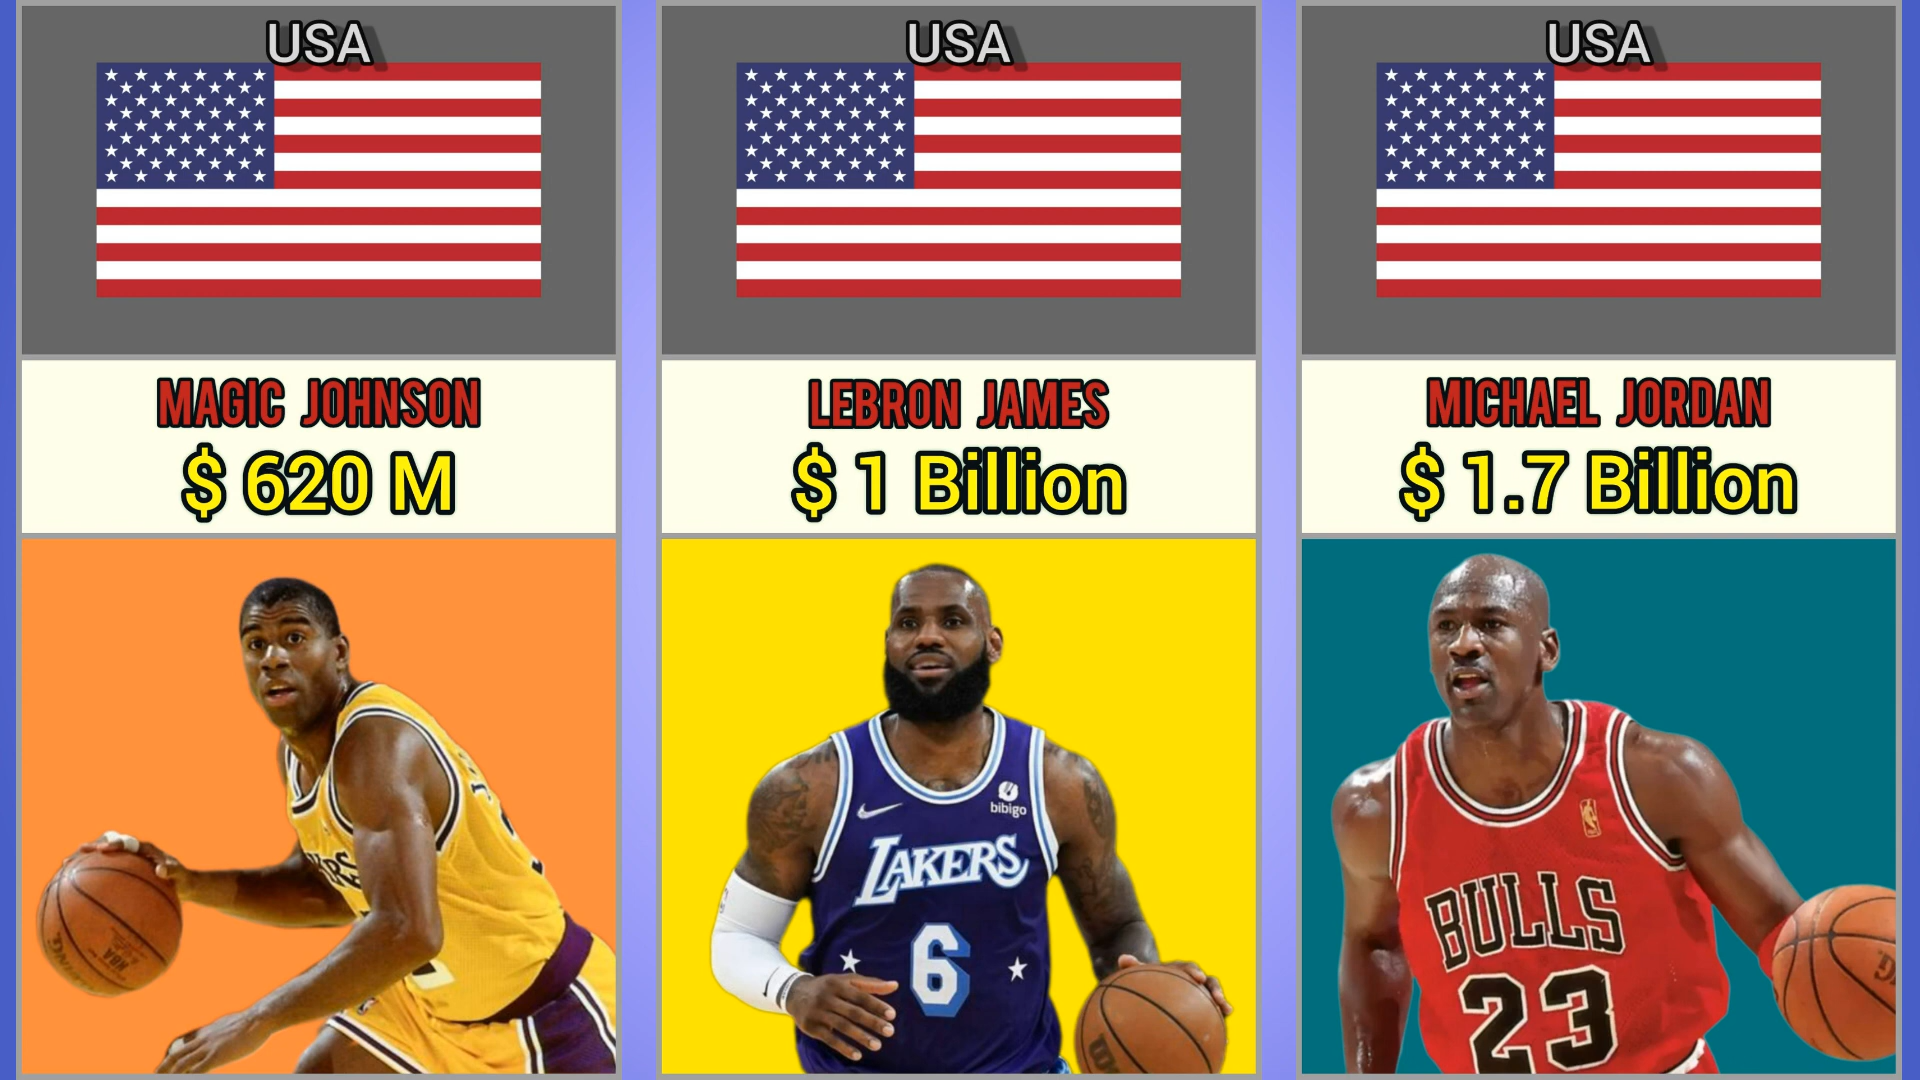 USA
MAGIC JOHNSON
$ 620 M
USA
LEBRON JAMES
$ 1 Billion
bibigo
LAKERS
6
USA
MICHAEL JORDAN
$ 1.7 Billion
BULLS
23